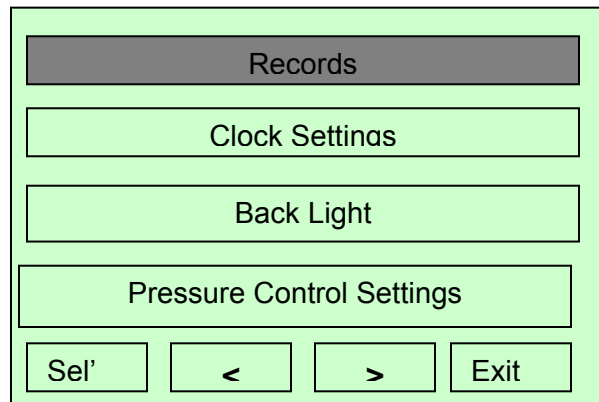 Records
Clock Settings
Back Light
Pressure Control Settings
Sel' < > Exit